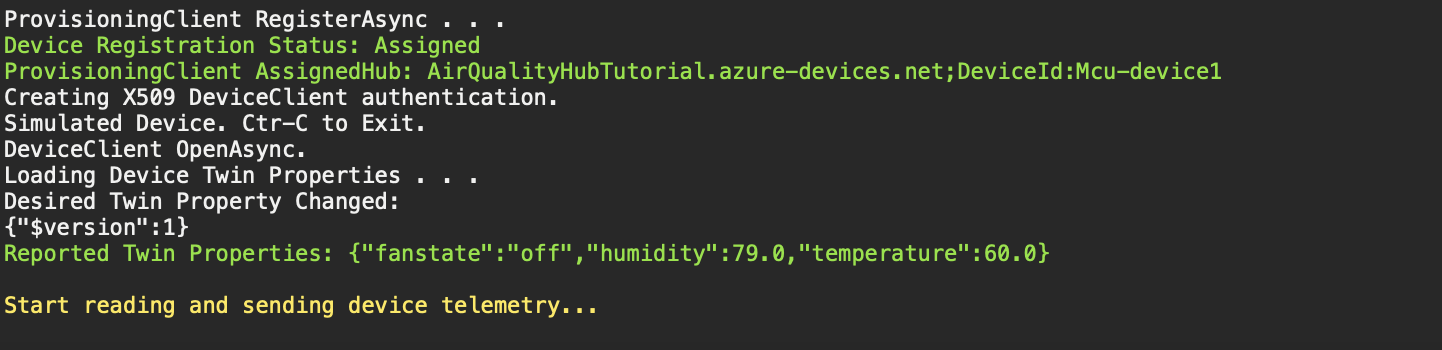 ProvisioningClient RegisterAsync . . .
Device Registration Status: Assigned
ProvisioningClient AssignedHub: AirQualityHubTutorial.azure-devices.net;DeviceId:Mcu-device1
Creating X509 DeviceClient authentication.
Simulated Device. Ctr-C to Exit.
DeviceClient OpenAsync.
Loading Device Twin Properties . . .
Desired Twin Property Changed:
{"$version":1}
Reported Twin Properties: {"fanstate":"off","humidity":79.0,"temperature":60.0}
Start reading and sending device telemetry...